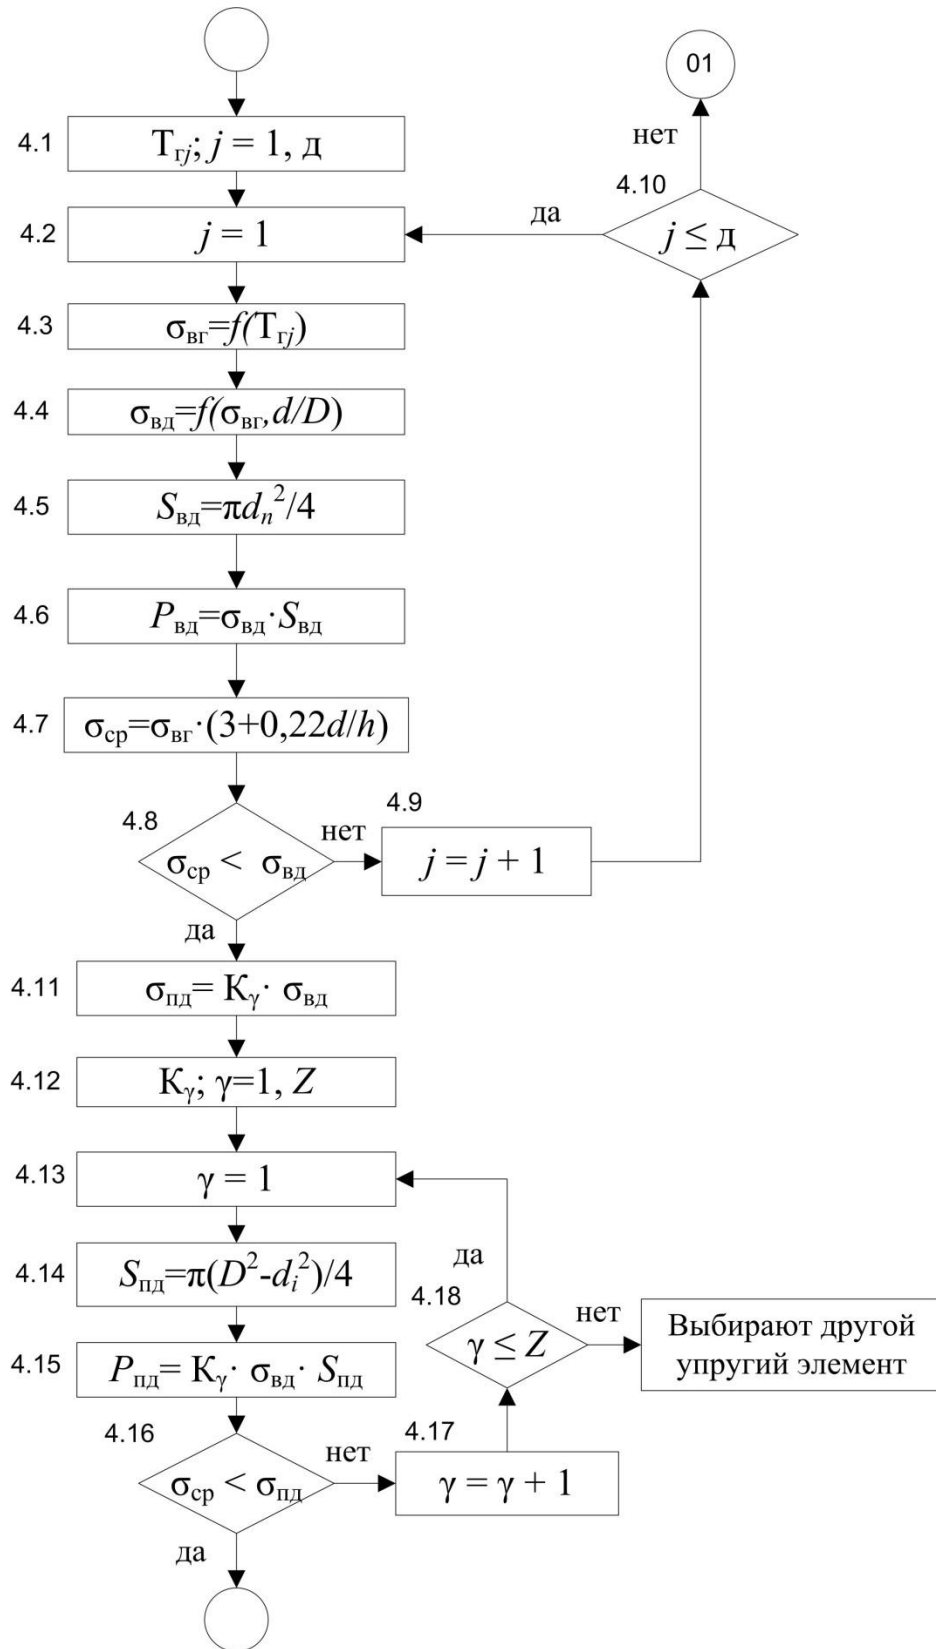 01
нет
4.1
Tгj; j = 1, д
4.10
да
j ≤ д
4.2
j = 1
4.3
σвг=f(Tгj)
4.4
σвд=f(σвг,d/D)
4.5
Sвд=πdn²/4
4.6
Pвд=σвд·Sвд
4.7
σср=σвг·(3+0,22d/h)
4.8
σср < σвд
нет
4.9
j = j + 1
да
4.11
σпд= Kγ· σвд
4.12
Kγ; γ=1, Z
4.13
γ = 1
4.14
Sпд=π(D²-di²)/4
да
4.18
γ ≤ Z
нет
Выбирают другой
упругий элемент
4.15
Pпд= Kγ· σвд· Sпд
4.16
σср < σпд
нет
4.17
γ = γ + 1
да